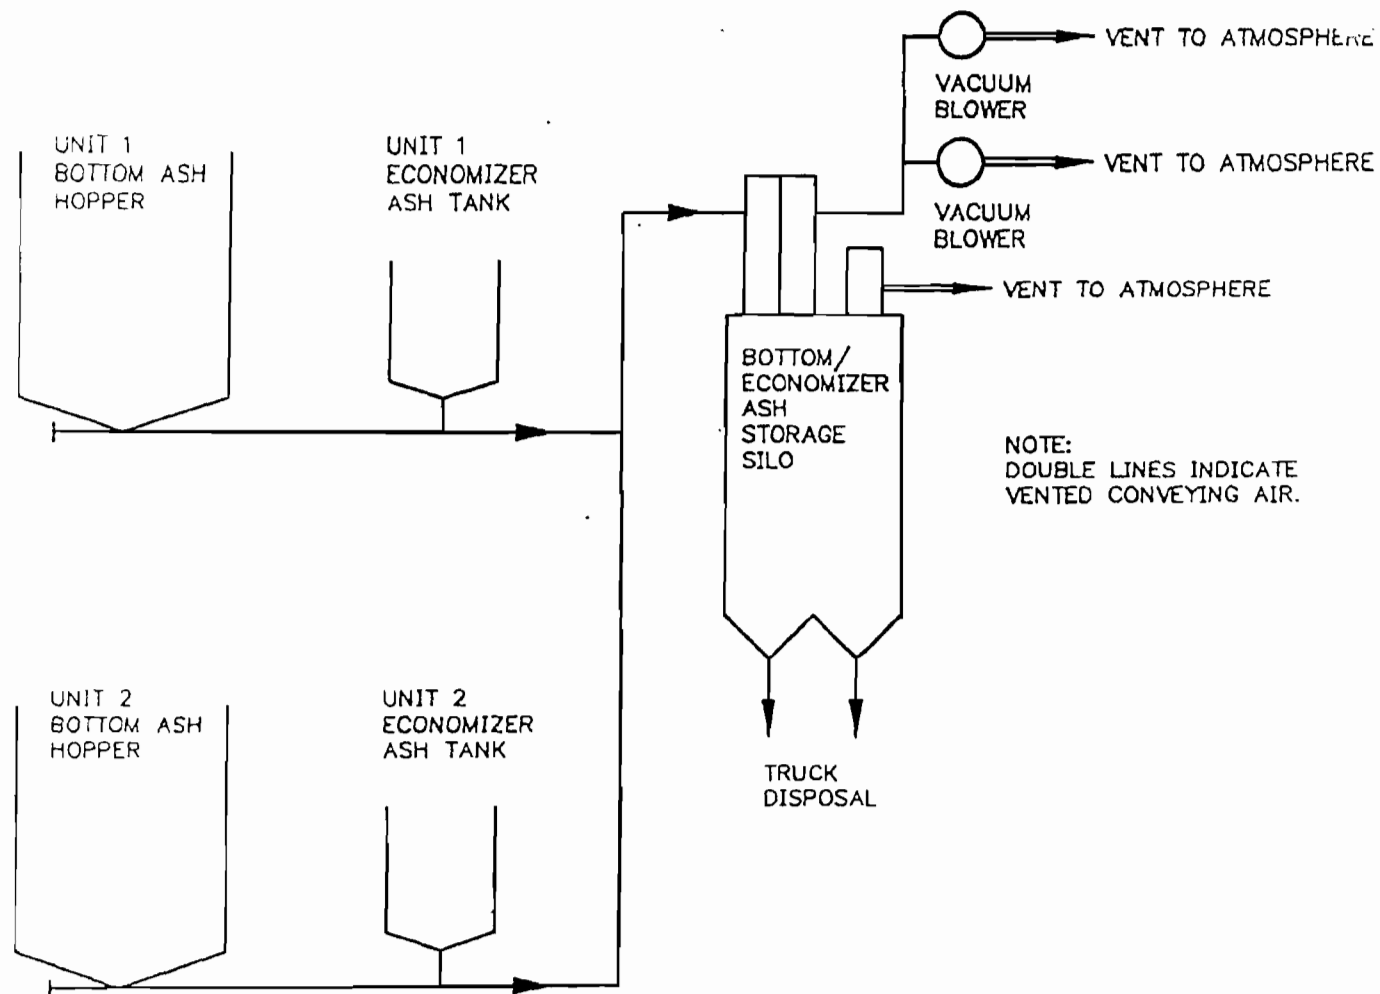 VENT TO ATMOSPHERE
VACUUM
BLOWER
UNIT 1
BOTTOM ASH
HOPPER
UNIT 1
ECONOMIZER
ASH TANK
VENT TO ATMOSPHERE
VACUUM
BLOWER
VENT TO ATMOSPHERE
BOTTOM/
ECONOMIZER
ASH
STORAGE
SILO
NOTE:
DOUBLE LINES INDICATE
VENTED CONVEYING AIR.
UNIT 2
BOTTOM ASH
HOPPER
UNIT 2
ECONOMIZER
ASH TANK
TRUCK
DISPOSAL